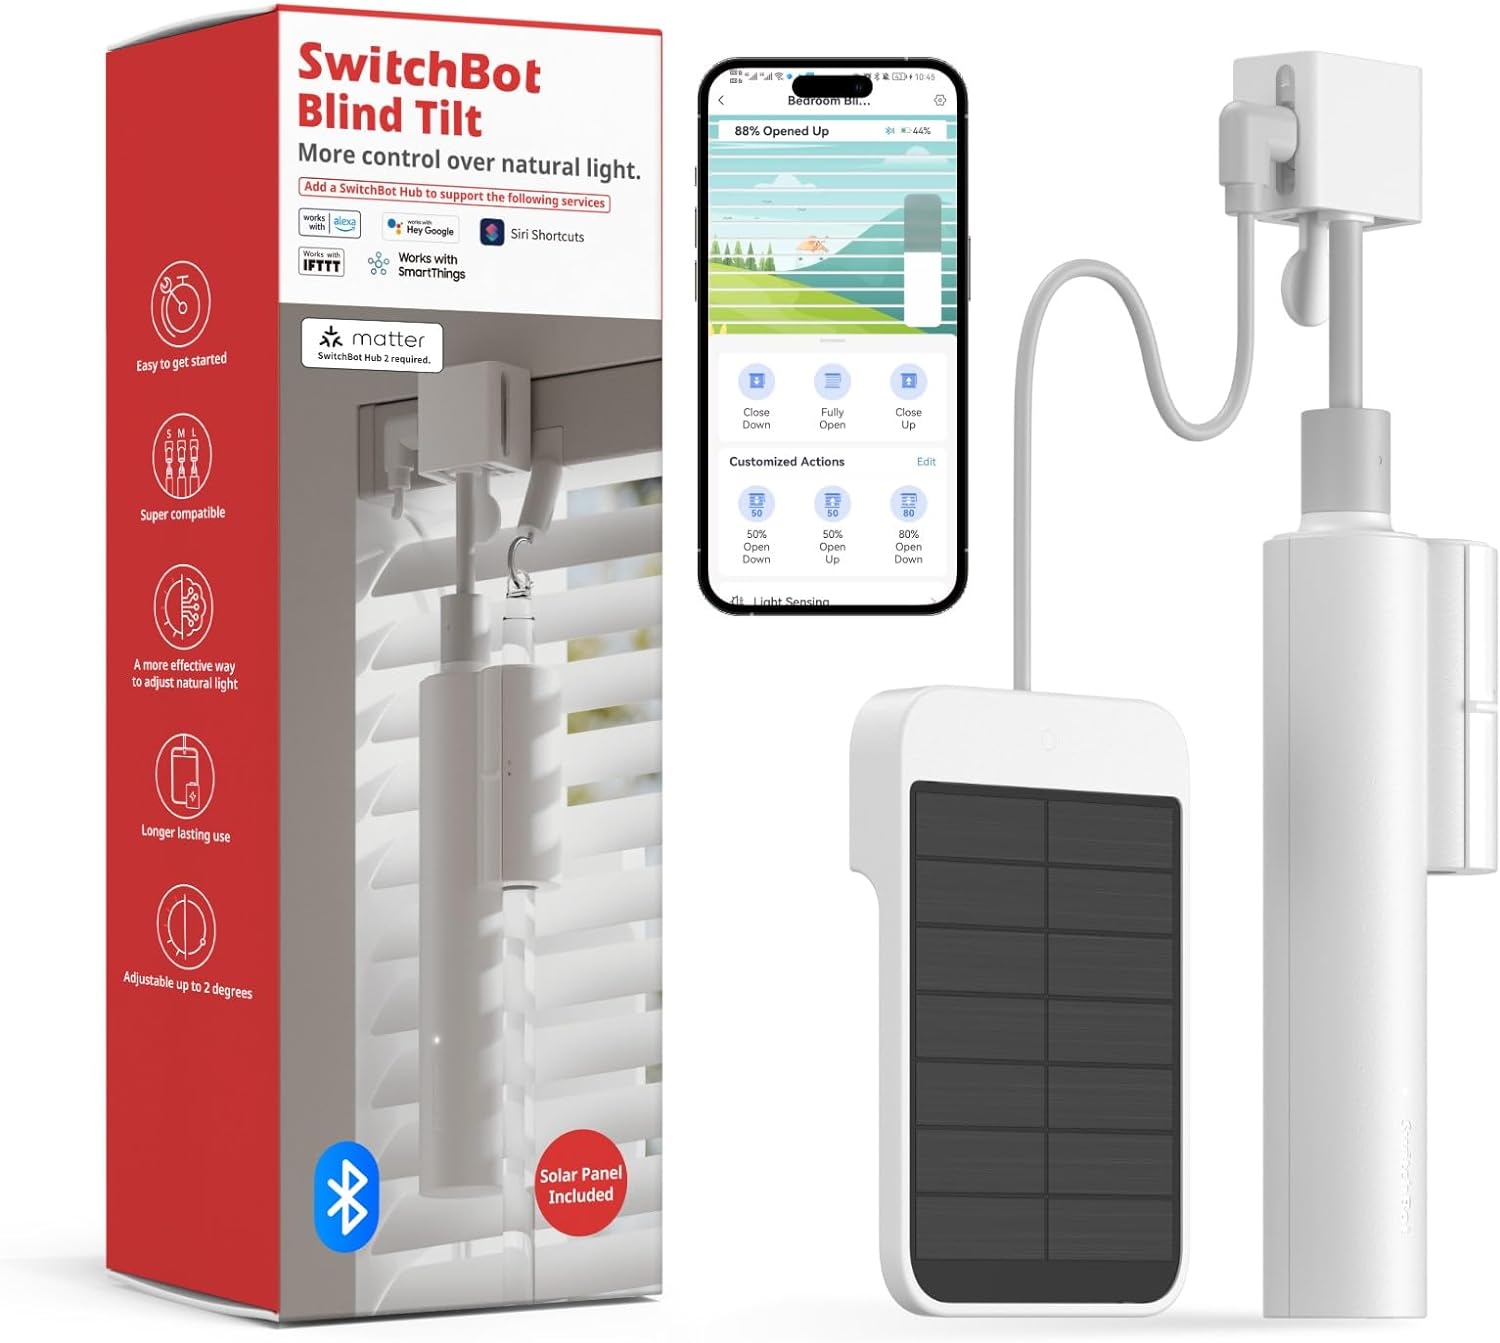 SwitchBot
Blind Tilt
More control over natural light.
Add a SwitchBot Hub to support the following services
works with | alexa
works with
Hey Google
Siri Shortcuts
Works with
IFTTT
Works with
SmartThings
matter
SwitchBot Hub 2 required.
Easy to get started
S M L
Super compatible
A more effective way
to adjust natural light
Longer lasting use
Adjustable up to 2 degrees
Solar Panel
Included
10:45
Bedroom Bli...
88% Opened Up
44%
Close
Down
Fully
Open
Close
Up
Customized Actions
Edit
50
50
80
50%
Open
Down
50%
Open
Up
80%
Open
Down
Light Sensing
SwitchBot